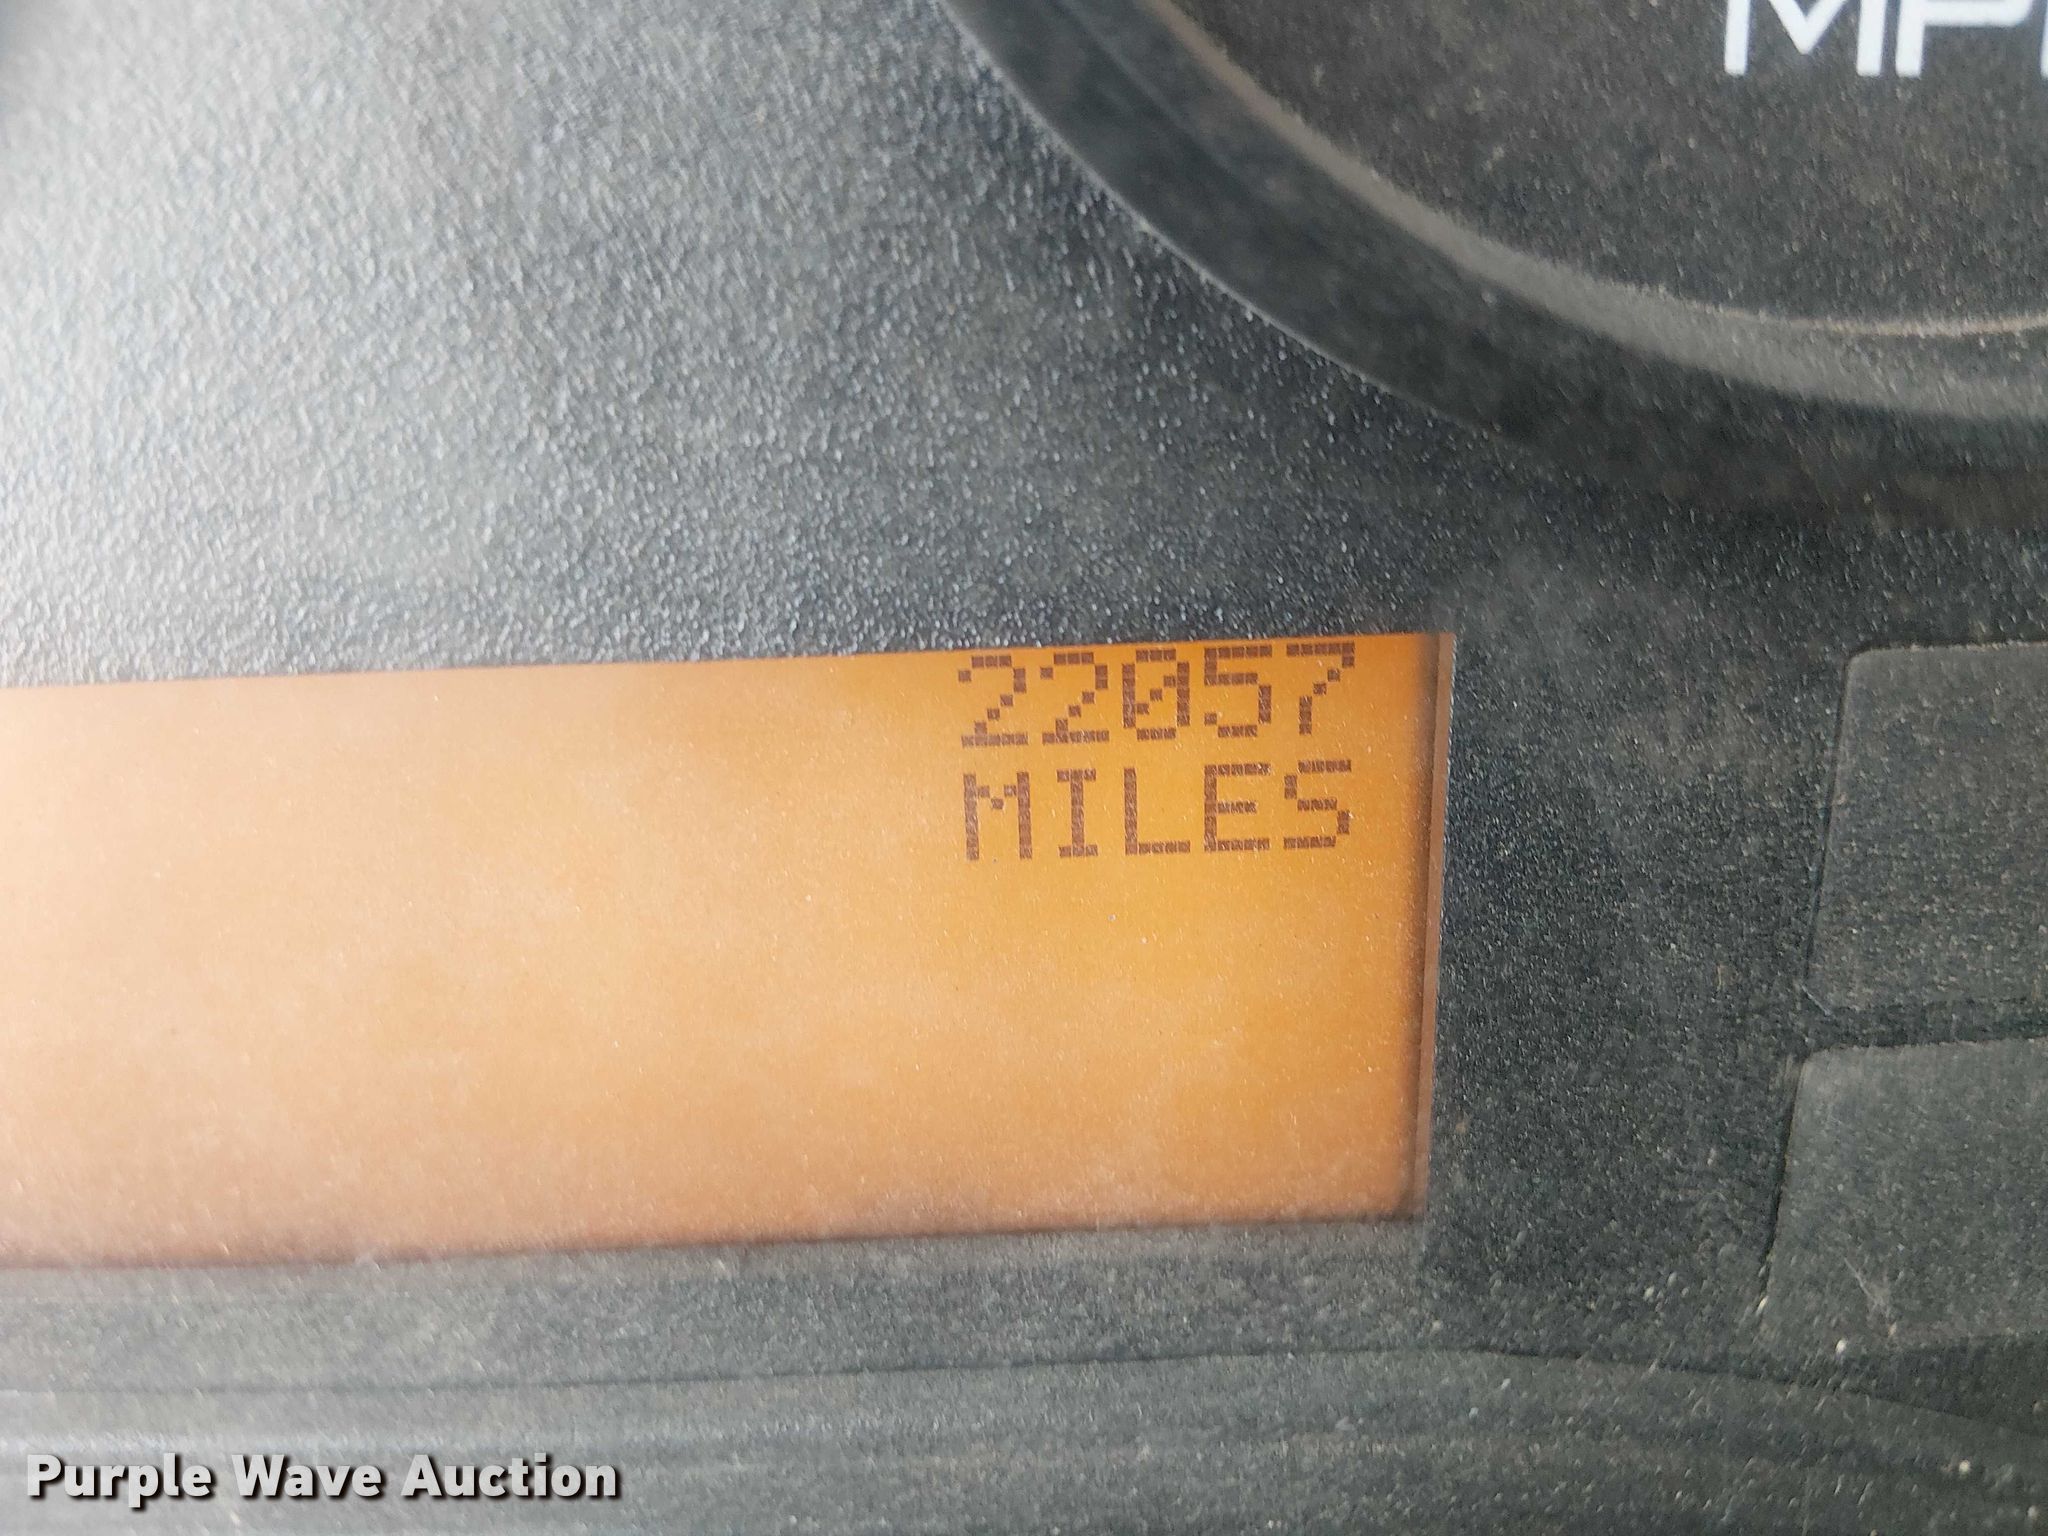 MP
22057
MILES
Purple Wave Auction